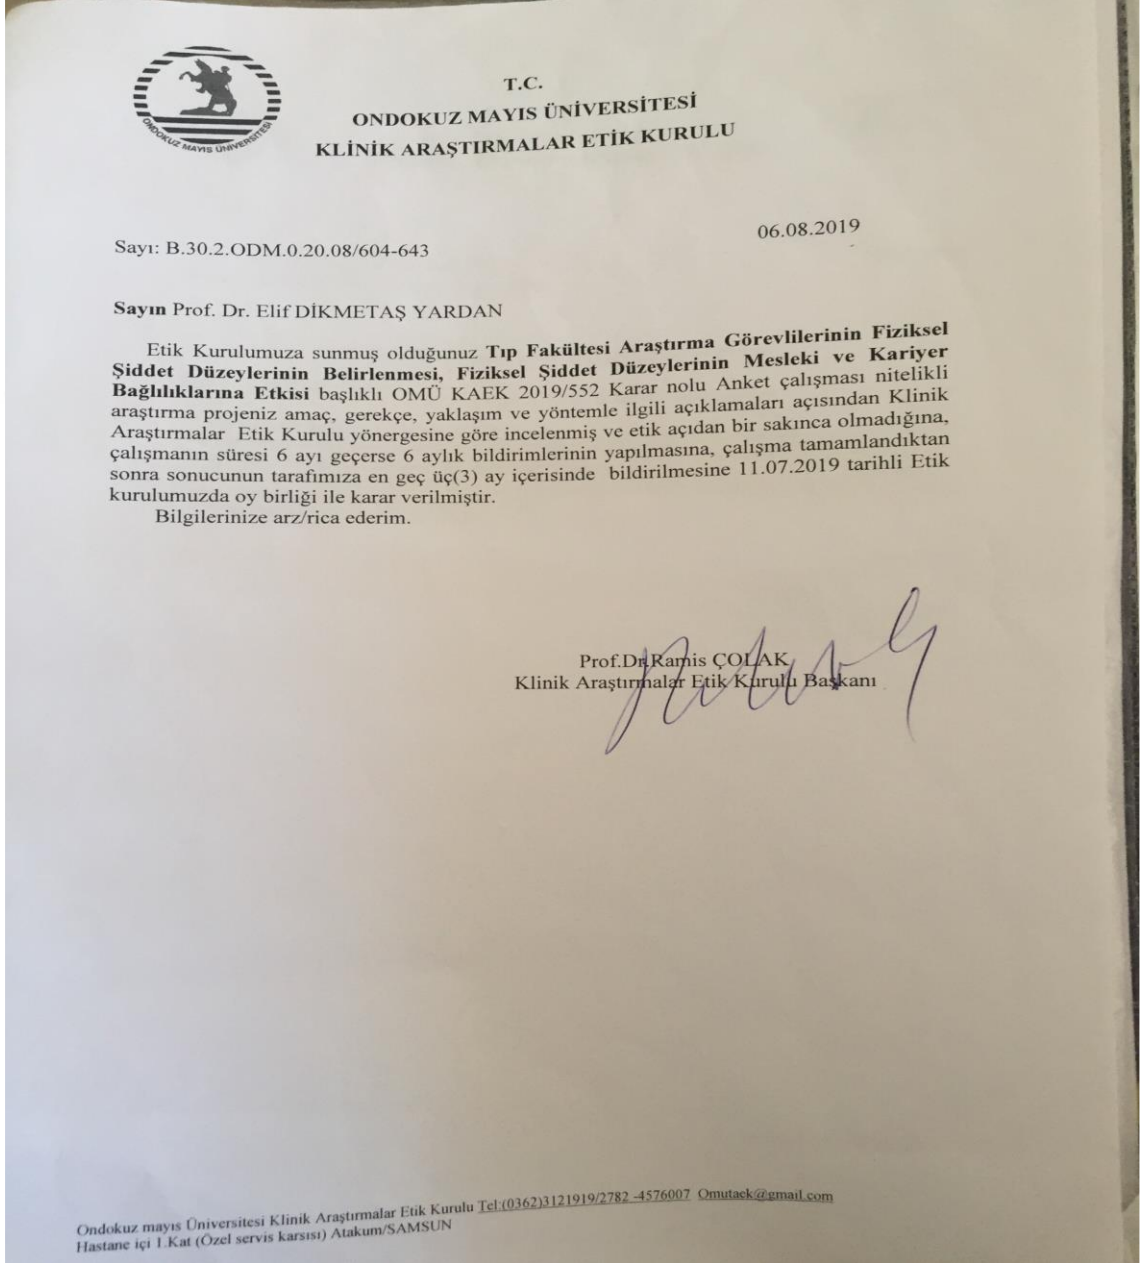 ONDOKUZ MAYIS ÜNİVERSİTESİ
T.C.
ONDOKUZ MAYIS ÜNİVERSİTESİ
KLİNİK ARAŞTIRMALAR ETİK KURULU
06.08.2019
Sayı: B.30.2.ODM.0.20.08/604-643
Sayın Prof. Dr. Elif DİKMETAŞ YARDAN
Etik Kurulumuza sunmuş olduğunuz Tıp Fakültesi Araştırma Görevlilerinin Fiziksel
Şiddet Düzeylerinin Belirlenmesi, Fiziksel Şiddet Düzeylerinin Mesleki ve Kariyer
Bağlılıklarına Etkisi başlıklı OMÜ KAEK 2019/552 Karar nolu Anket çalışması nitelikli
araştırma projeniz amaç, gerekçe, yaklaşım ve yöntemle ilgili açıklamaları açısından Klinik
Araştırmalar Etik Kurulu yönergesine göre incelenmiş ve etik açıdan bir sakınca olmadığına,
çalışmanın süresi 6 ayı geçerse 6 aylık bildirimlerinin yapılmasına, çalışma tamamlandıktan
sonra sonucunun tarafımıza en geç üç(3) ay içerisinde bildirilmesine 11.07.2019 tarihli Etik
kurulumuzda oy birliği ile karar verilmiştir.
Bilgilerinize arz/rica ederim.
Prof.Dr.Ramis ÇOLAK
Klinik Araştırmalar Etik Kurulu Başkanı
Ondokuz mayıs Üniversitesi Klinik Araştırmalar Etik Kurulu Tel:(0362)3121919/2782 -4576007 Omutaek@gmail.com
Hastane içi 1.Kat (Özel servis karsısı) Atakum/SAMSUN